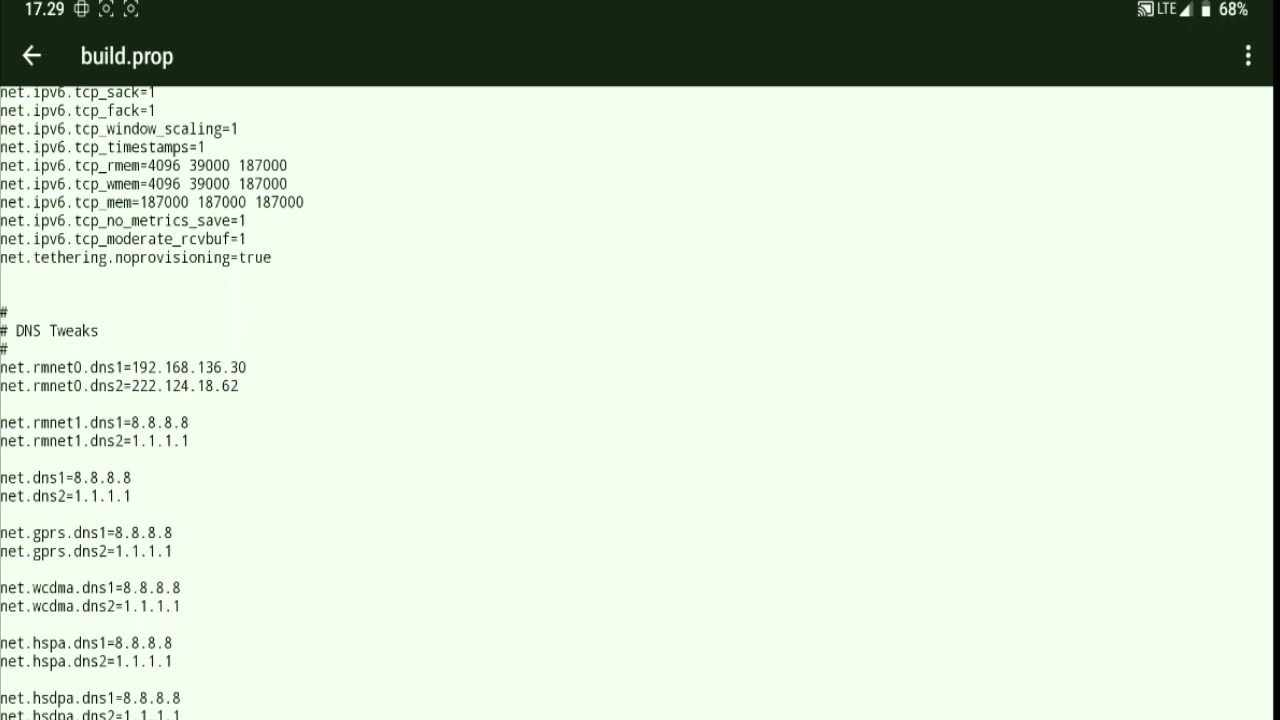 17.29 LTE 68%
build.prop
net.ipv6.tcp_sack=1
net.ipv6.tcp_fack=1
net.ipv6.tcp_window_scaling=1
net.ipv6.tcp_timestamps=1
net.ipv6.tcp_rmem=4096 39000 187000
net.ipv6.tcp_wmem=4096 39000 187000
net.ipv6.tcp_mem=187000 187000 187000
net.ipv6.tcp_no_metrics_save=1
net.ipv6.tcp_moderate_rcvbuf=1
net.tethering.noprovisioning=true
#
# DNS Tweaks
#
net.rmnet0.dns1=192.168.136.30
net.rmnet0.dns2=222.124.18.62
net.rmnet1.dns1=8.8.8.8
net.rmnet1.dns2=1.1.1.1
net.dns1=8.8.8.8
net.dns2=1.1.1.1
net.gprs.dns1=8.8.8.8
net.gprs.dns2=1.1.1.1
net.wcdma.dns1=8.8.8.8
net.wcdma.dns2=1.1.1.1
net.hspa.dns1=8.8.8.8
net.hspa.dns2=1.1.1.1
net.hsdpa.dns1=8.8.8.8
net.hsdpa.dns2=1.1.1.1